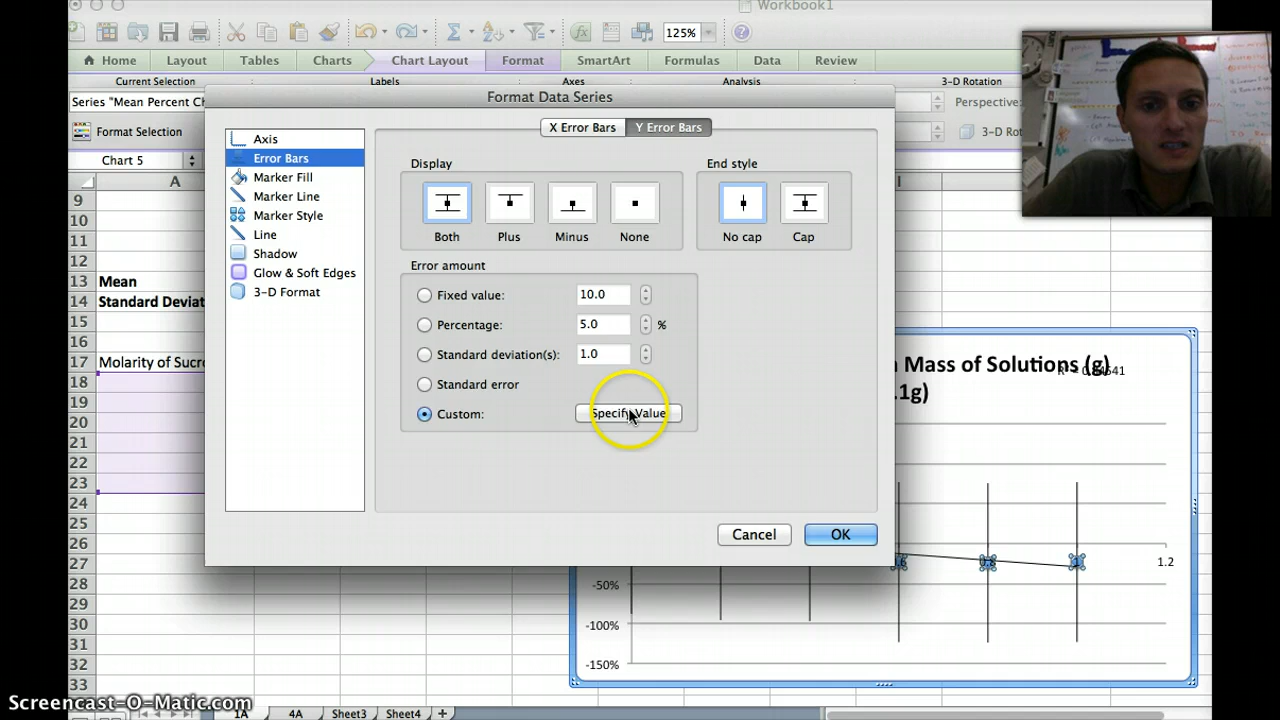 Workbook1
125%
Home Layout Tables Charts Chart Layout Format SmartArt Formulas Data Review
Current Selection Labels Axes Analysis 3-D Rotation
Series "Mean Percent Ch
Perspective:
Format Selection
3-D Rot
Chart 5
A
I
Format Data Series
X Error Bars Y Error Bars
Axis
Error Bars
Marker Fill
Marker Line
Marker Style
Line
Shadow
Glow & Soft Edges
3-D Format
Display
Both Plus Minus None
End style
No cap Cap
Error amount
Fixed value: 10.0
Percentage: 5.0 %
Standard deviation(s): 1.0
Standard error
Custom: Specify Value
Cancel OK
9
10
11
12
13 Mean
14 Standard Deviat
15
16
17 Molarity of Sucro
18
19
20
21
22
23
24
25
26
27
28
29
30
31
32
33
Mass of Solutions (g)
.1g)
0.8
1
1.2
-50%
-100%
-150%
1A 4A Sheet3 Sheet4 +
Screencast-O-Matic.com